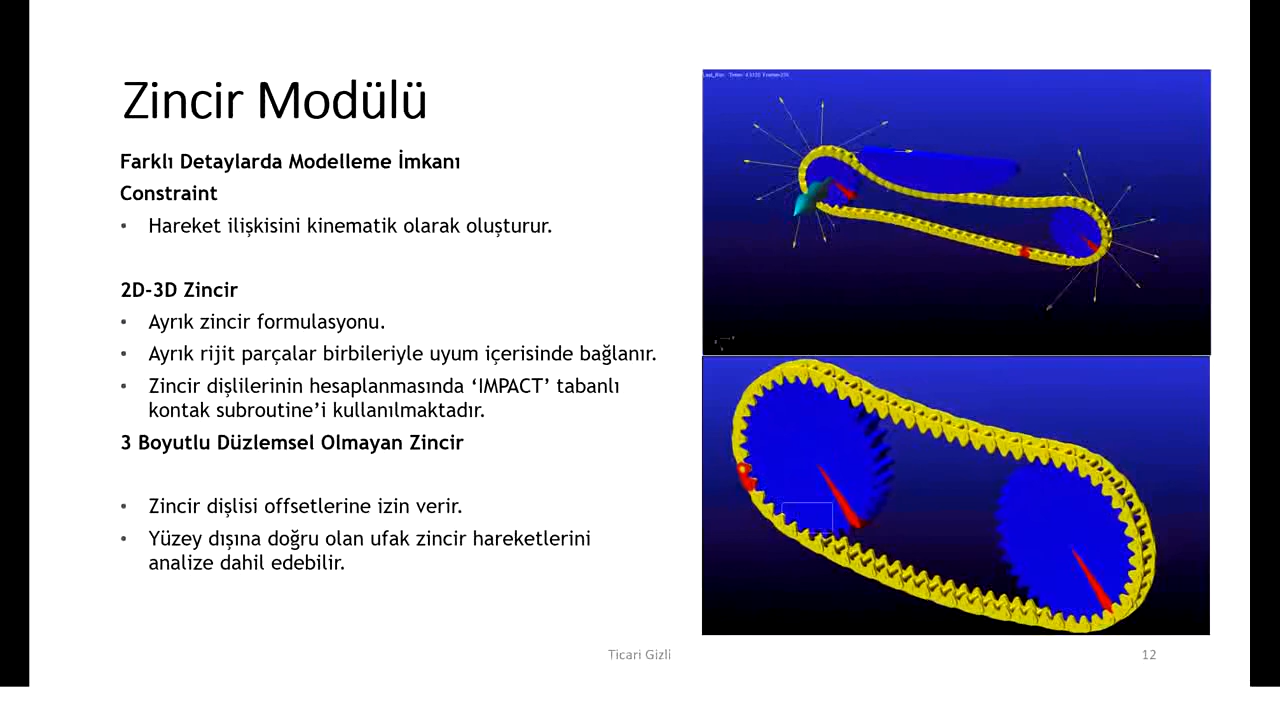 Zincir Modülü
Farklı Detaylarda Modelleme İmkanı
Constraint
• Hareket ilişkisini kinematik olarak oluşturur.
2D-3D Zincir
• Ayrık zincir formulasyonu.
• Ayrık rijit parçalar birbileriyle uyum içerisinde bağlanır.
• Zincir dişlilerinin hesaplanmasında ‘IMPACT’ tabanlı
kontak subroutine’i kullanılmaktadır.
3 Boyutlu Düzlemsel Olmayan Zincir
• Zincir dişlisi offsetlerine izin verir.
• Yüzey dışına doğru olan ufak zincir hareketlerini
analize dahil edebilir.
Ticari Gizli
12